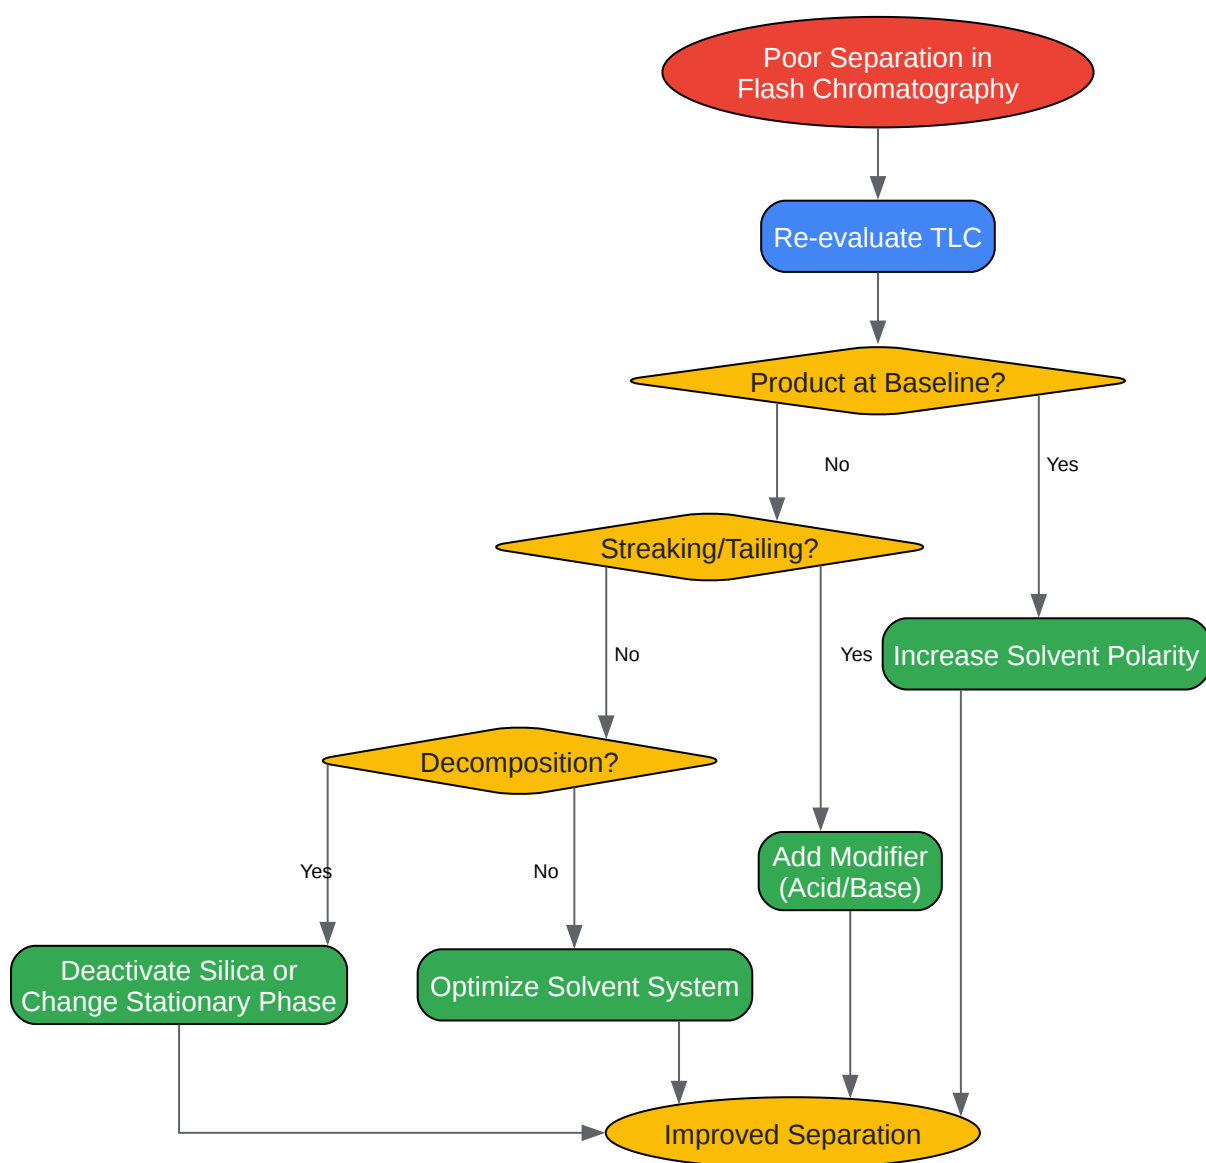 Poor Separation in
Flash Chromatography
Re-evaluate TLC
Product at Baseline?
No
Yes
Streaking/Tailing?
No
Yes
Increase Solvent Polarity
Decomposition?
Yes
No
Add Modifier
(Acid/Base)
Deactivate Silica or
Change Stationary Phase
Optimize Solvent System
Improved Separation